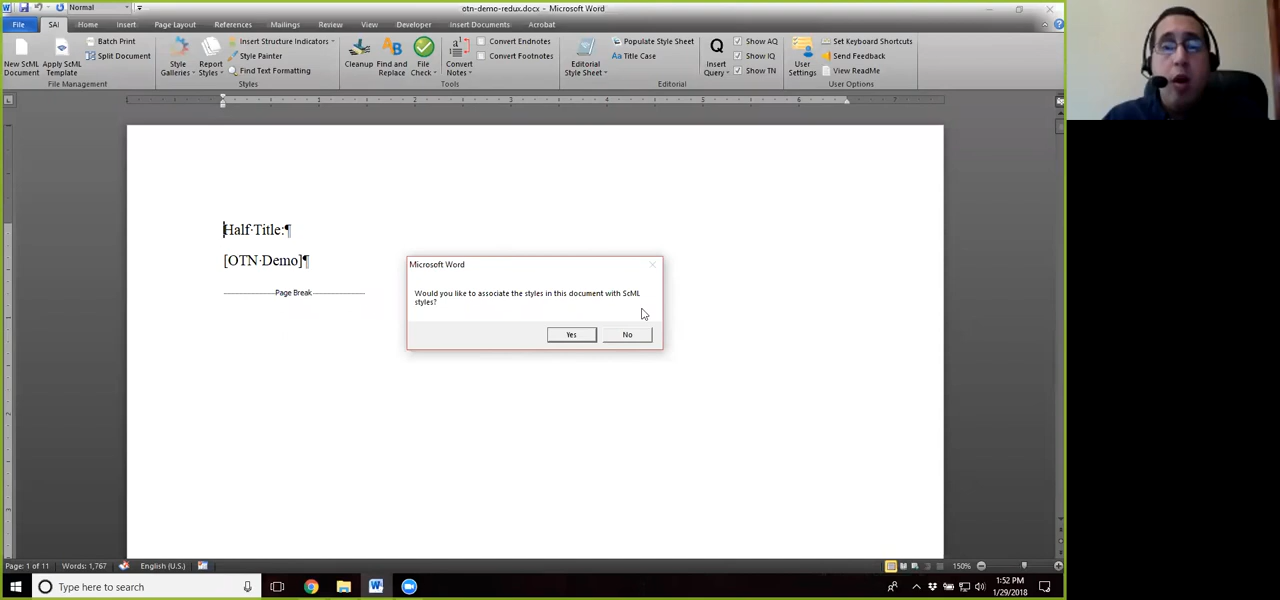 Normal
otn-demo-redux.docx - Microsoft Word
File SAI Home Insert Page Layout References Mailings Review View Developer Insert Documents Acrobat
New ScML Document
Apply ScML Template
Batch Print
Split Document
File Management
Style Galleries
Report Styles
Insert Structure Indicators
Style Painter
Find Text Formatting
Styles
Cleanup
Find and Replace
File Check
Convert Notes
Convert Endnotes
Convert Footnotes
Tools
Editorial Style Sheet
Populate Style Sheet
Title Case
Editorial
Insert Query
Show AQ
Show IQ
Show TN
User Settings
Set Keyboard Shortcuts
Send Feedback
View ReadMe
User Options
Half·Title:¶
[OTN·Demo]¶
Page Break
Microsoft Word
Would you like to associate the styles in this document with ScML
styles?
Yes No
Page: 1 of 11 Words: 1,767 English (U.S.) 150%
Type here to search
1:52 PM
1/29/2018